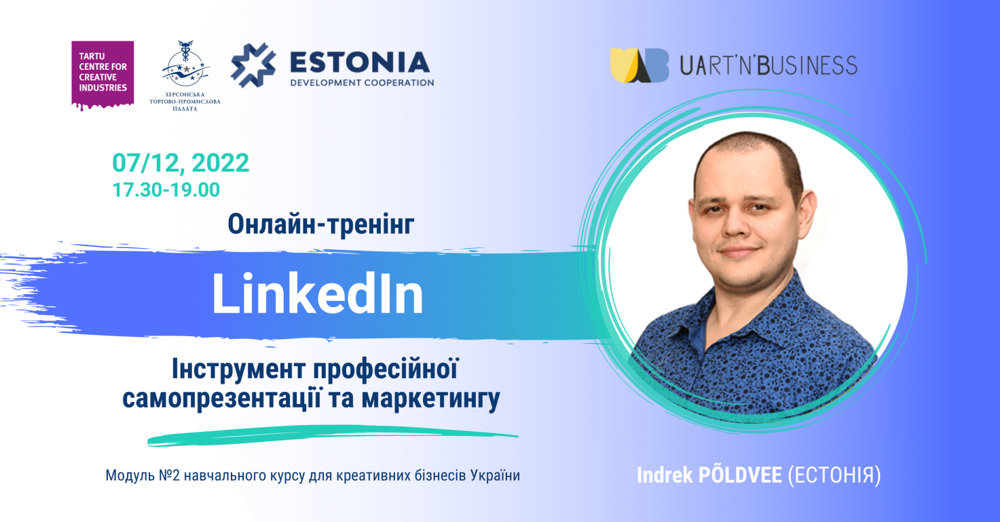 TARTU
CENTRE FOR
CREATIVE
INDUSTRIES
ХЕРСОНСЬКА
ТОРГОВО-ПРОМИСЛОВА
ПАЛАТА
ESTONIA
DEVELOPMENT COOPERATION
UAB
UART'N'BUSINESS
07/12, 2022
17.30-19.00
Онлайн-тренінг
LinkedIn
Інструмент професійної
самопрезентації та маркетингу
Модуль №2 навчального курсу для креативних бізнесів України
Indrek PÕLDVEE (ЕСТОНІЯ)